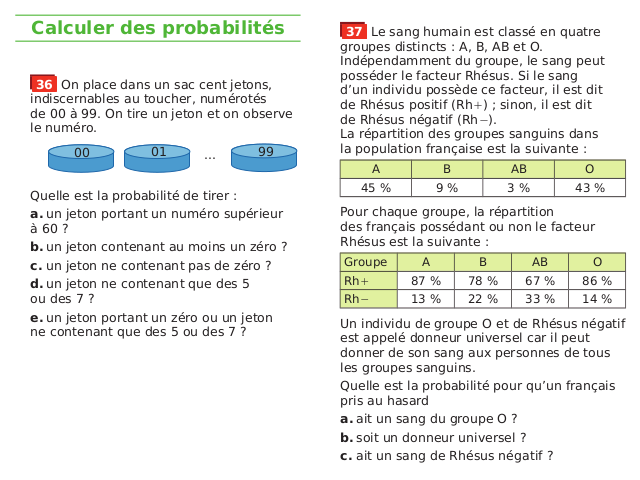 Calculer des probabilités
36 On place dans un sac cent jetons,
indiscernables au toucher, numérotés
de 00 à 99. On tire un jeton et on observe
le numéro.
00 01 ... 99
Quelle est la probabilité de tirer :
a. un jeton portant un numéro supérieur
à 60 ?
b. un jeton contenant au moins un zéro ?
c. un jeton ne contenant pas de zéro ?
d. un jeton ne contenant que des 5
ou des 7 ?
e. un jeton portant un zéro ou un jeton
ne contenant que des 5 ou des 7 ?
37 Le sang humain est classé en quatre
groupes distincts : A, B, AB et O.
Indépendamment du groupe, le sang peut
posséder le facteur Rhésus. Si le sang
d'un individu possède ce facteur, il est dit
de Rhésus positif (Rh+) ; sinon, il est dit
de Rhésus négatif (Rh−).
La répartition des groupes sanguins dans
la population française est la suivante :
A B AB O
45 % 9 % 3 % 43 %
Pour chaque groupe, la répartition
des français possédant ou non le facteur
Rhésus est la suivante :
Groupe A B AB O
Rh+ 87 % 78 % 67 % 86 %
Rh− 13 % 22 % 33 % 14 %
Un individu de groupe O et de Rhésus négatif
est appelé donneur universel car il peut
donner de son sang aux personnes de tous
les groupes sanguins.
Quelle est la probabilité pour qu'un français
pris au hasard
a. ait un sang du groupe O ?
b. soit un donneur universel ?
c. ait un sang de Rhésus négatif ?